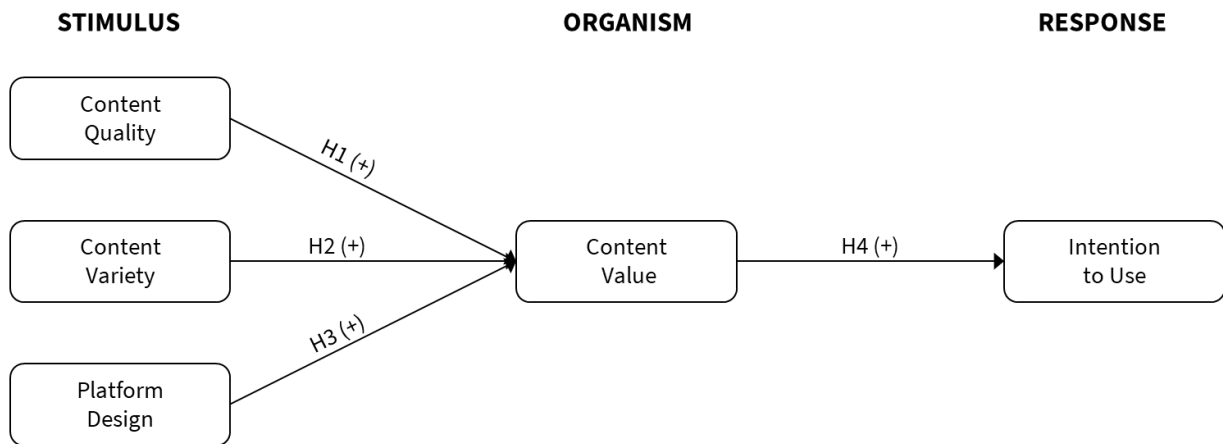 STIMULUS
ORGANISM
RESPONSE
Content
Quality
H1 (+)
Content
Variety
H2 (+)
Content
Value
H4 (+)
Intention
to Use
H3 (+)
Platform
Design